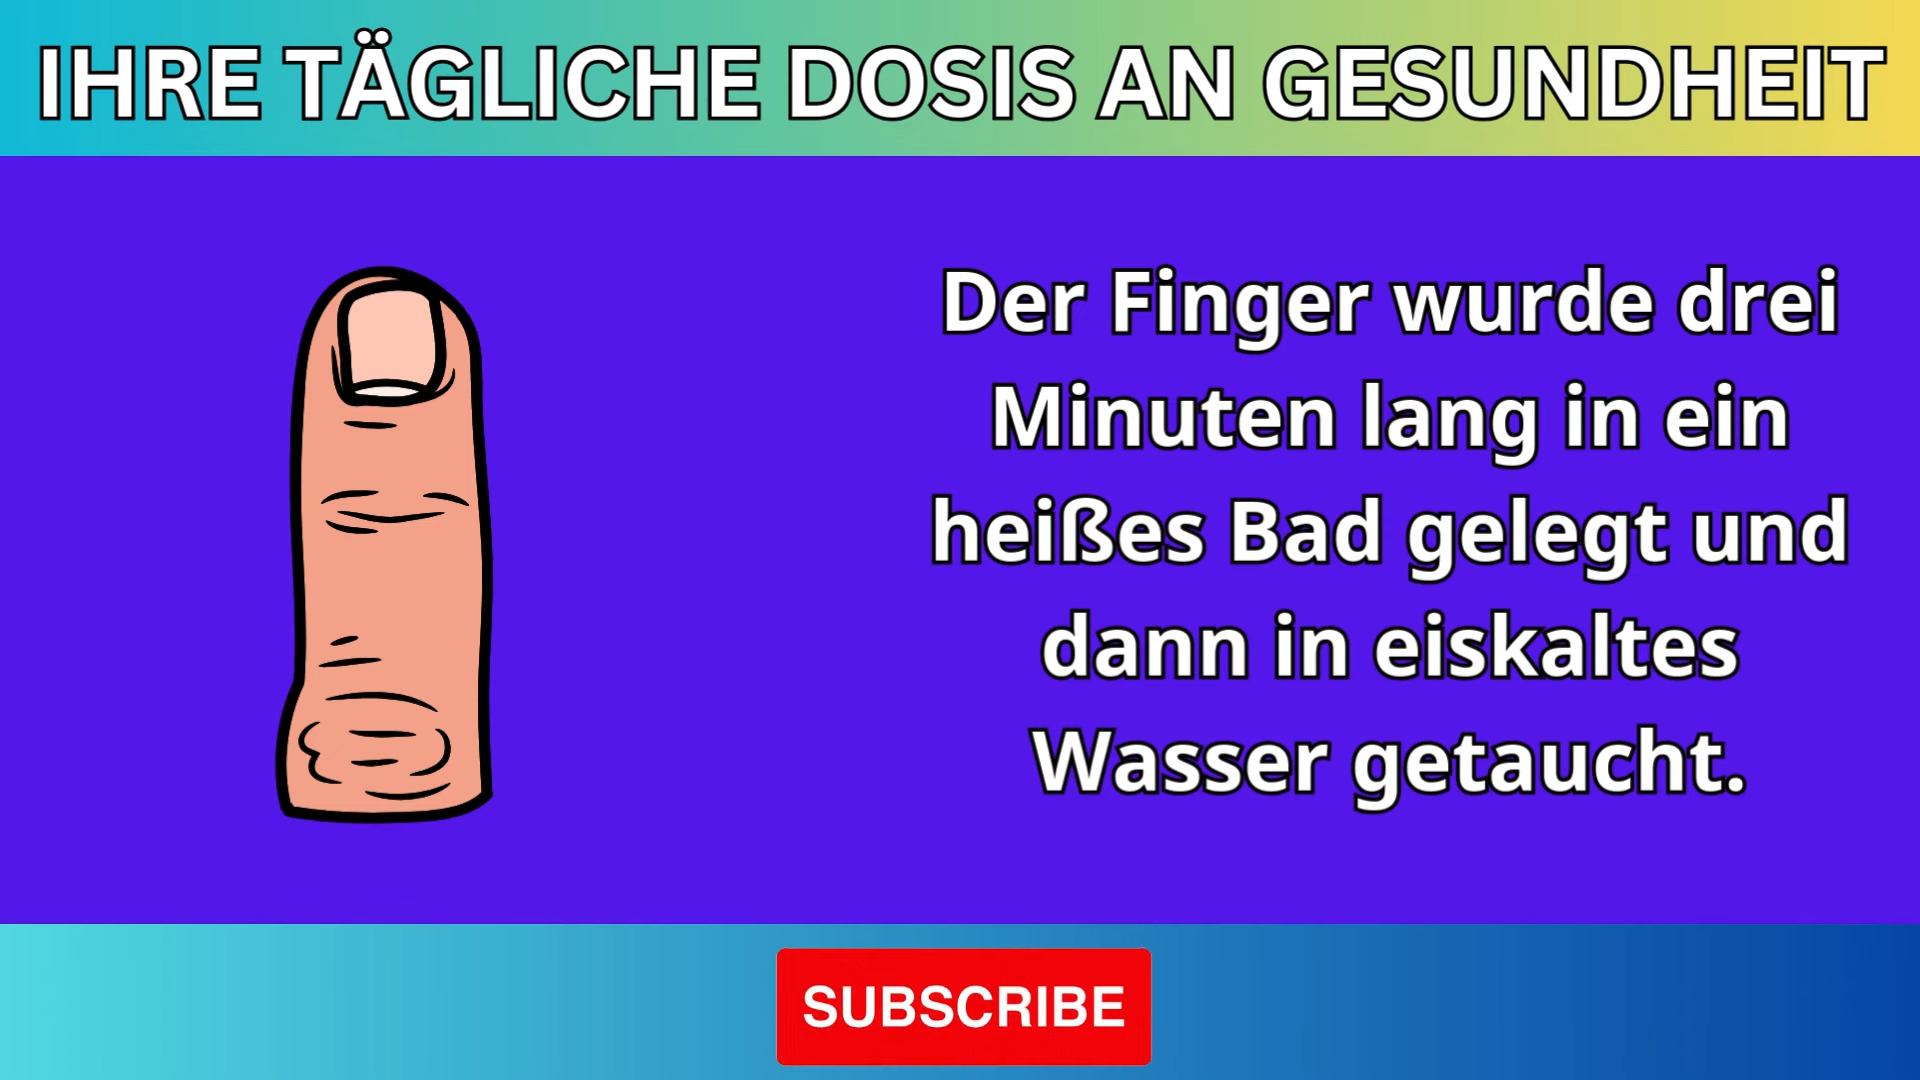 IHRE TÄGLICHE DOSIS AN GESUNDHEIT
Der Finger wurde drei
Minuten lang in ein
heißes Bad gelegt und
dann in eiskaltes
Wasser getaucht.
SUBSCRIBE